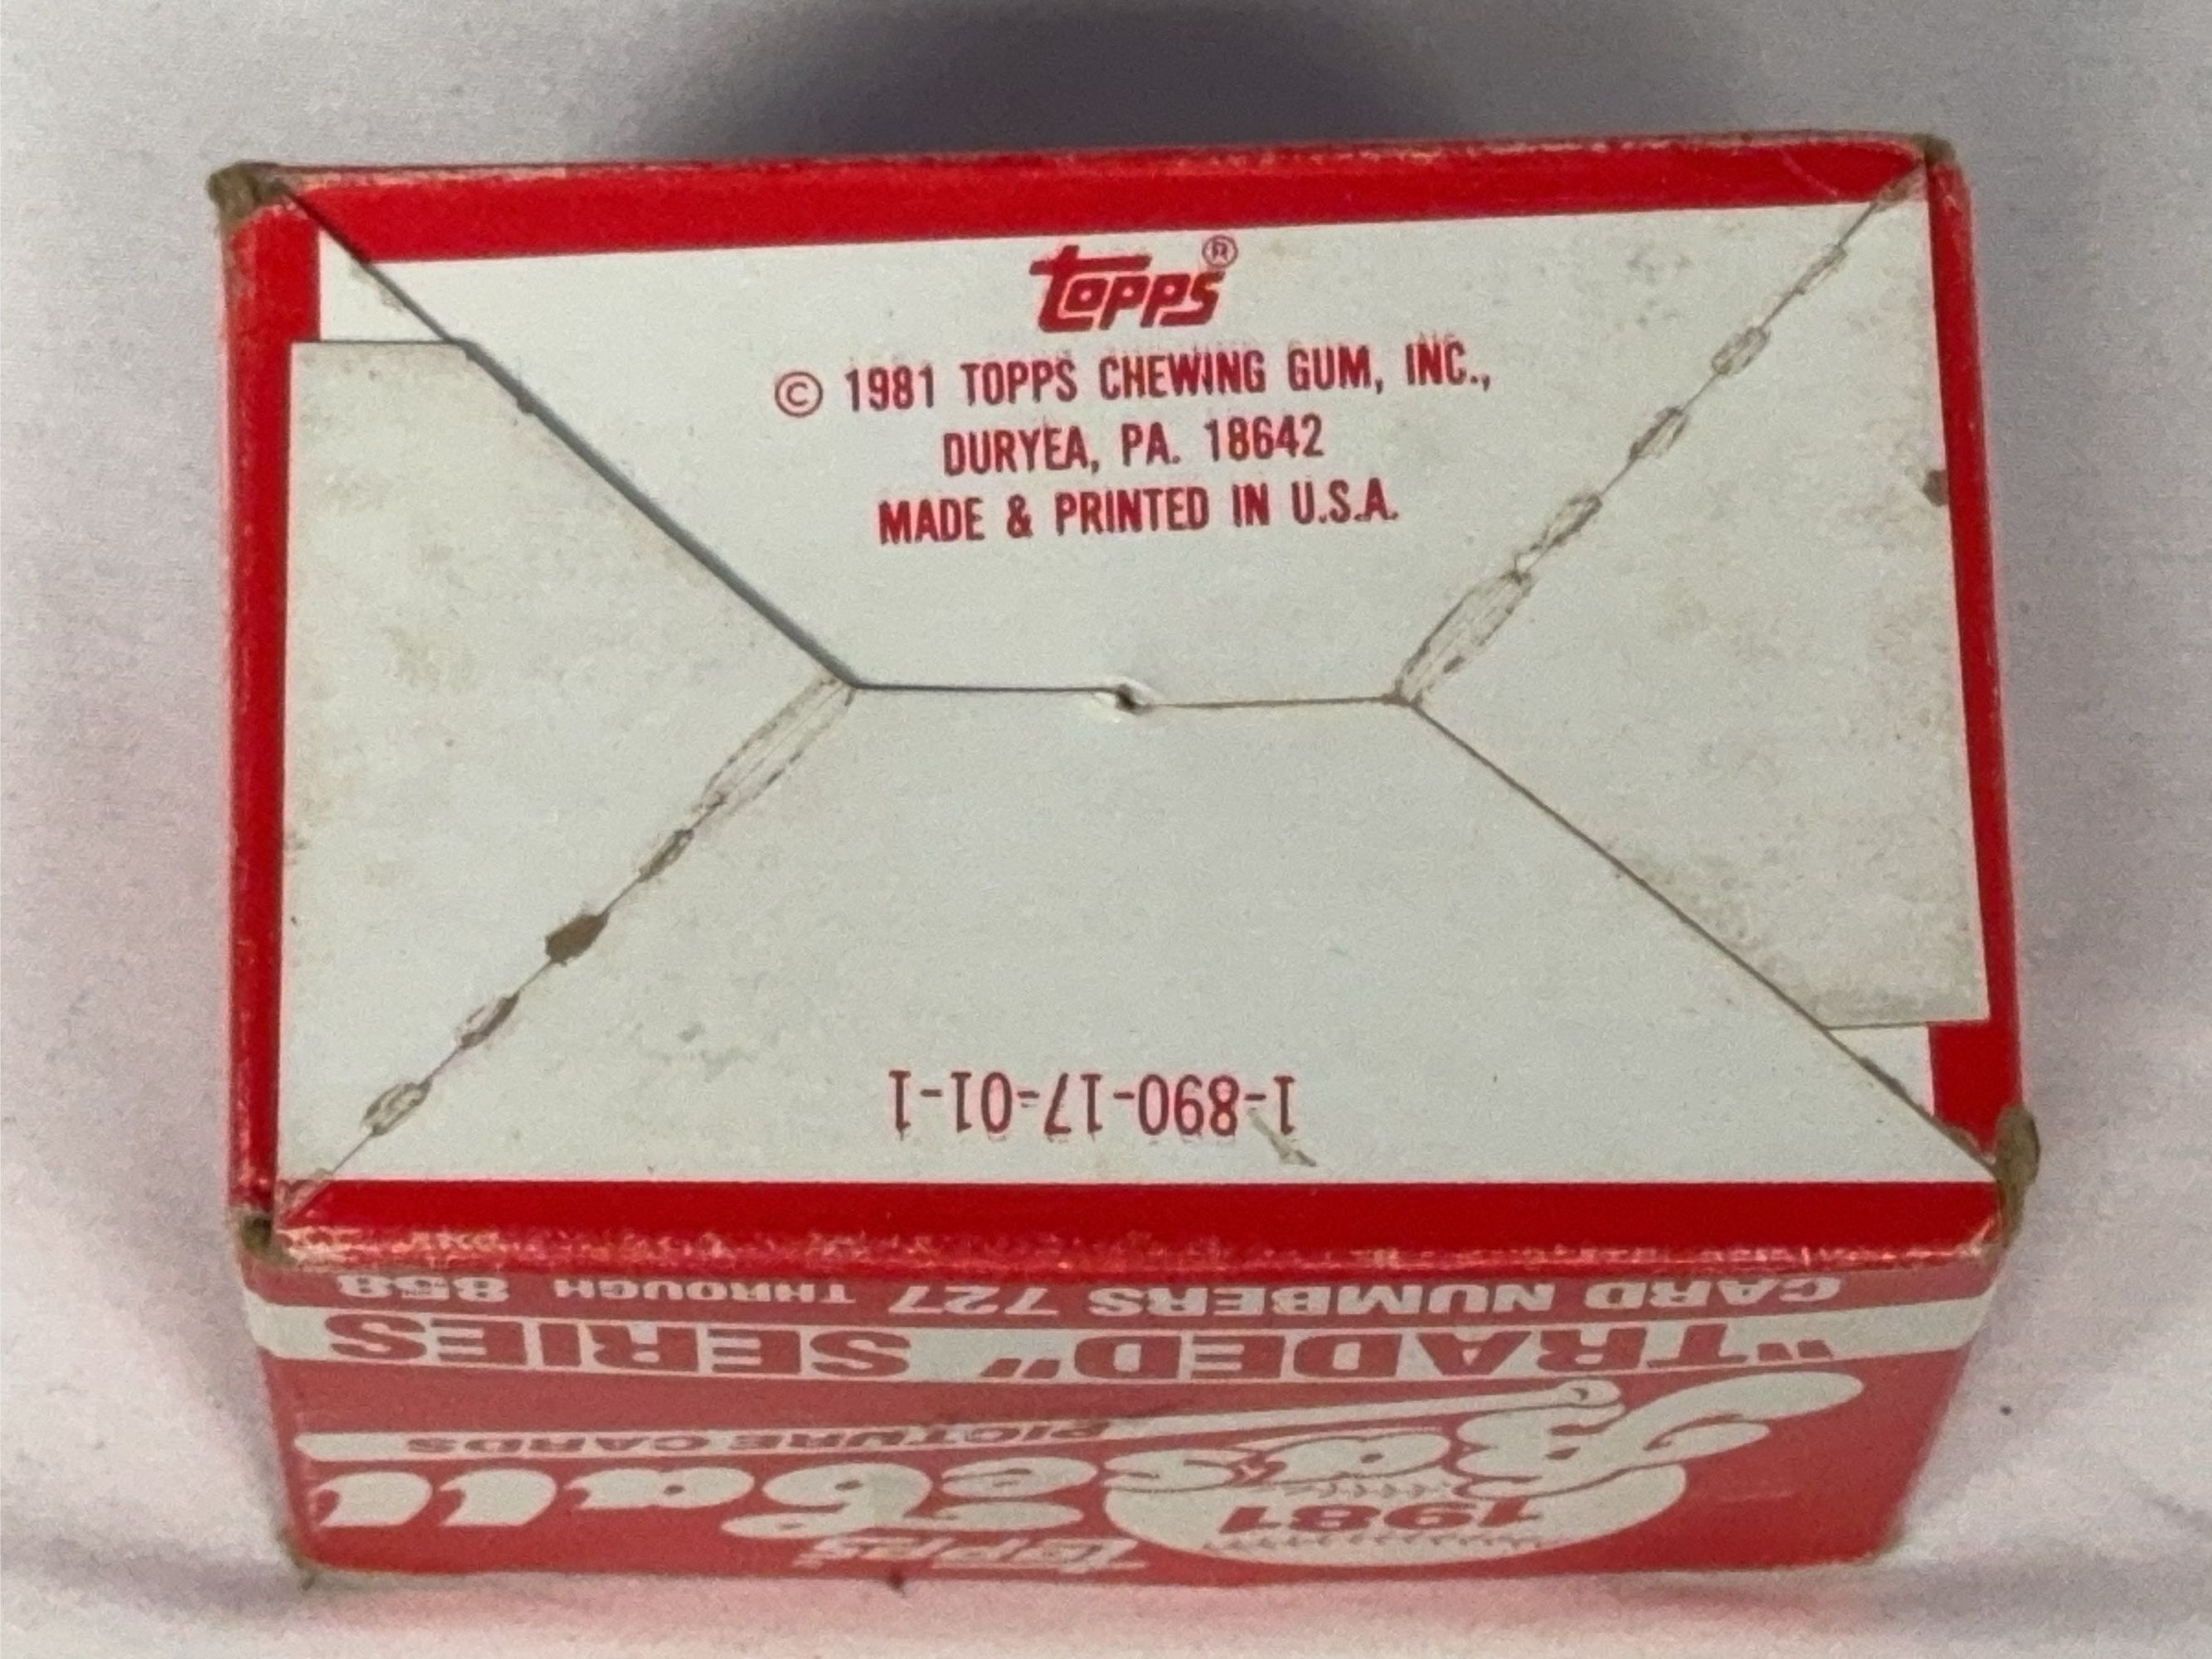 Topps®
© 1981 TOPPS CHEWING GUM, INC.,
DURYEA, PA. 18642
MADE & PRINTED IN U.S.A.
1-890-17-01-1
CARD NUMBERS 727 THROUGH 858
"TRADED" SERIES
PICTURE CARDS
Baseball
1981
Topps